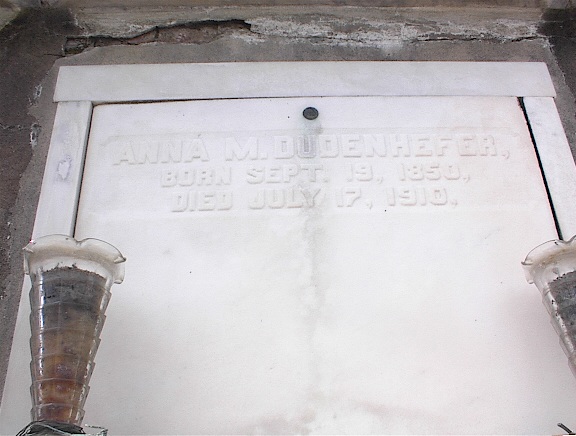 ANNA M. DUDENHEFER,
BORN SEPT. 19, 1850,
DIED JULY 17, 1910.